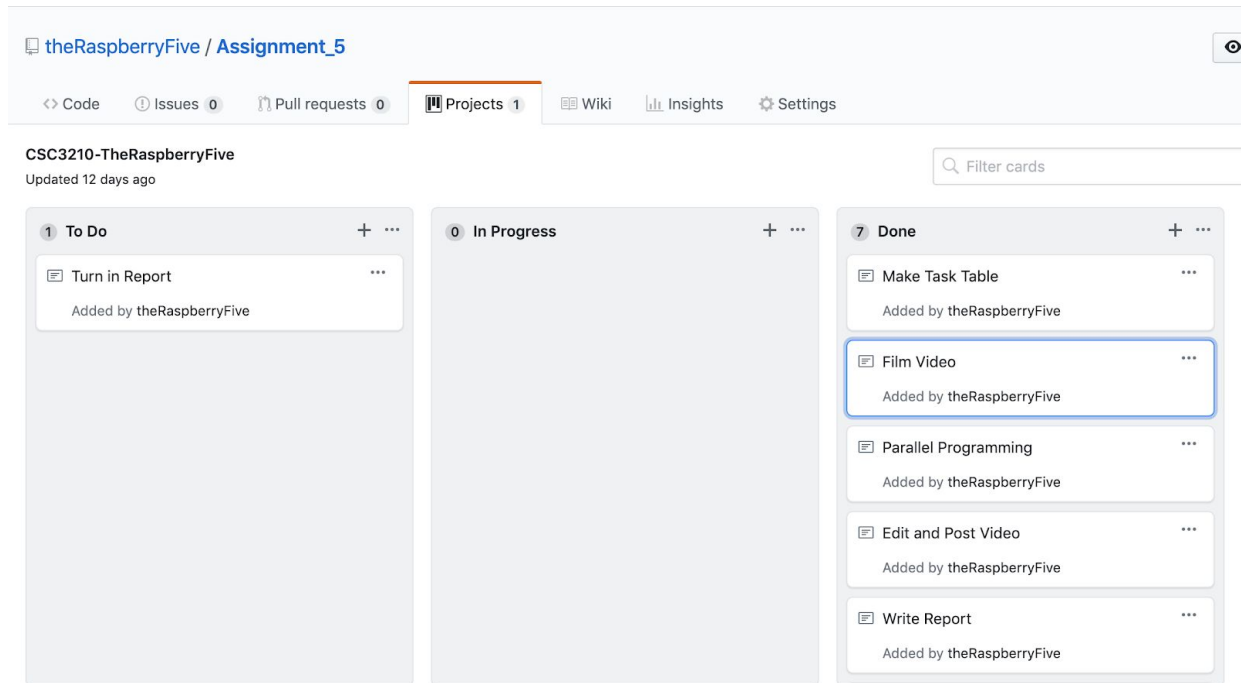 theRaspberryFive / Assignment_5
Code Issues 0 Pull requests 0 Projects 1 Wiki Insights Settings
CSC3210-TheRaspberryFive
Updated 12 days ago
Filter cards
1 To Do
Turn in Report
Added by theRaspberryFive
0 In Progress
7 Done
Make Task Table
Added by theRaspberryFive
Film Video
Added by theRaspberryFive
Parallel Programming
Added by theRaspberryFive
Edit and Post Video
Added by theRaspberryFive
Write Report
Added by theRaspberryFive